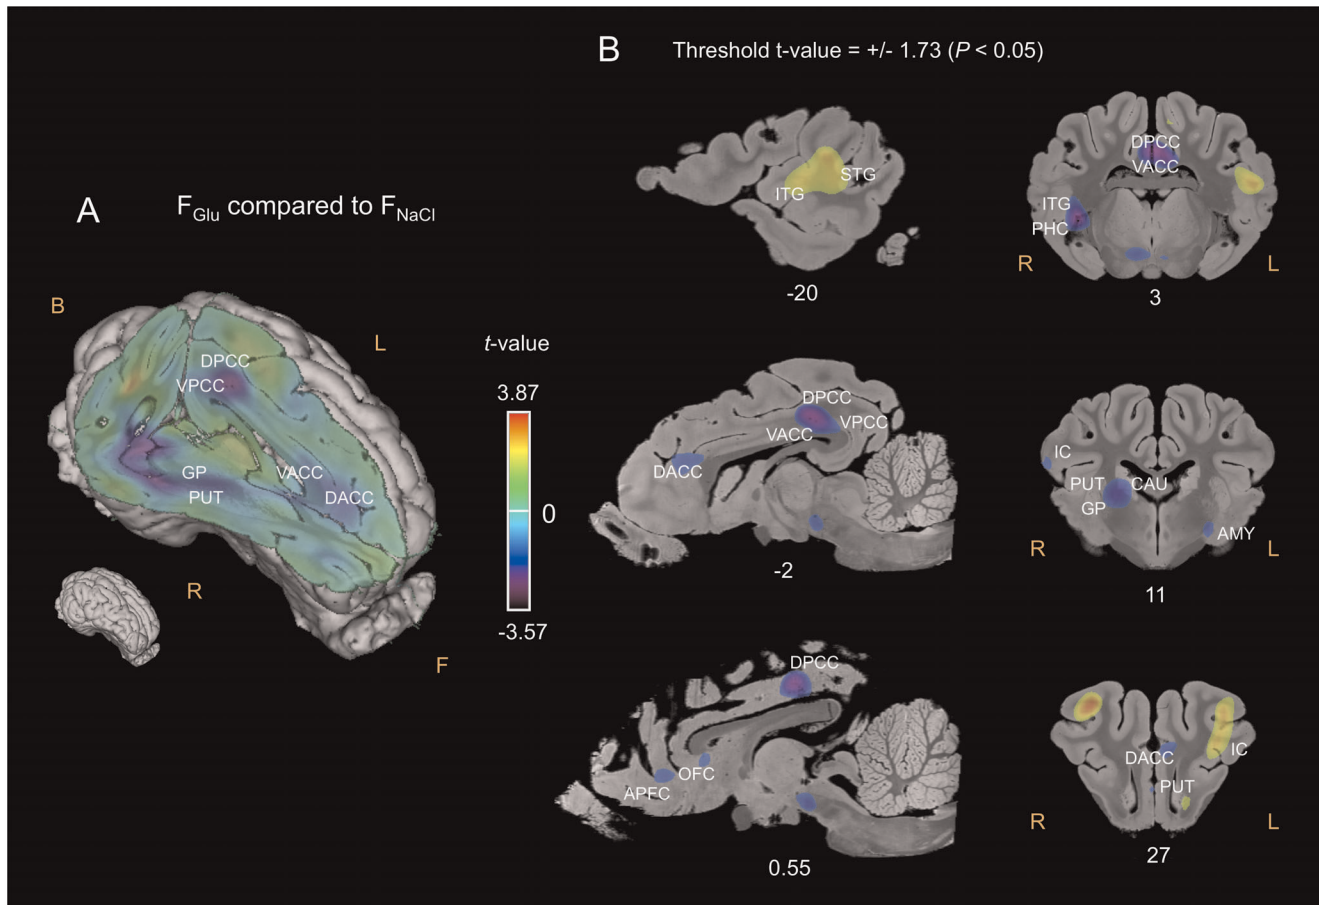 A
F_Glu compared to F_NaCl
B
L
DPCC
VPCC
GP
PUT
VACC
DACC
R
F
t-value
3.87
0
-3.57
B
Threshold t-value = +/- 1.73 (P < 0.05)
STG
ITG
-20
DPCC
VACC
ITG
PHC
R
L
3
DPCC
VACC
VPCC
DACC
-2
IC
PUT
CAU
GP
AMY
R
L
11
DPCC
OFC
APFC
0.55
DACC
IC
PUT
R
L
27